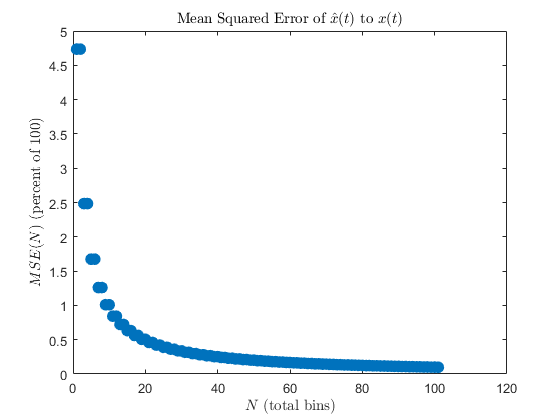 Mean Squared Error of x̂(t) to x(t)
MSE(N) (percent of 100)
5
4.5
4
3.5
3
2.5
2
1.5
1
0.5
0
0 20 40 60 80 100 120
N (total bins)